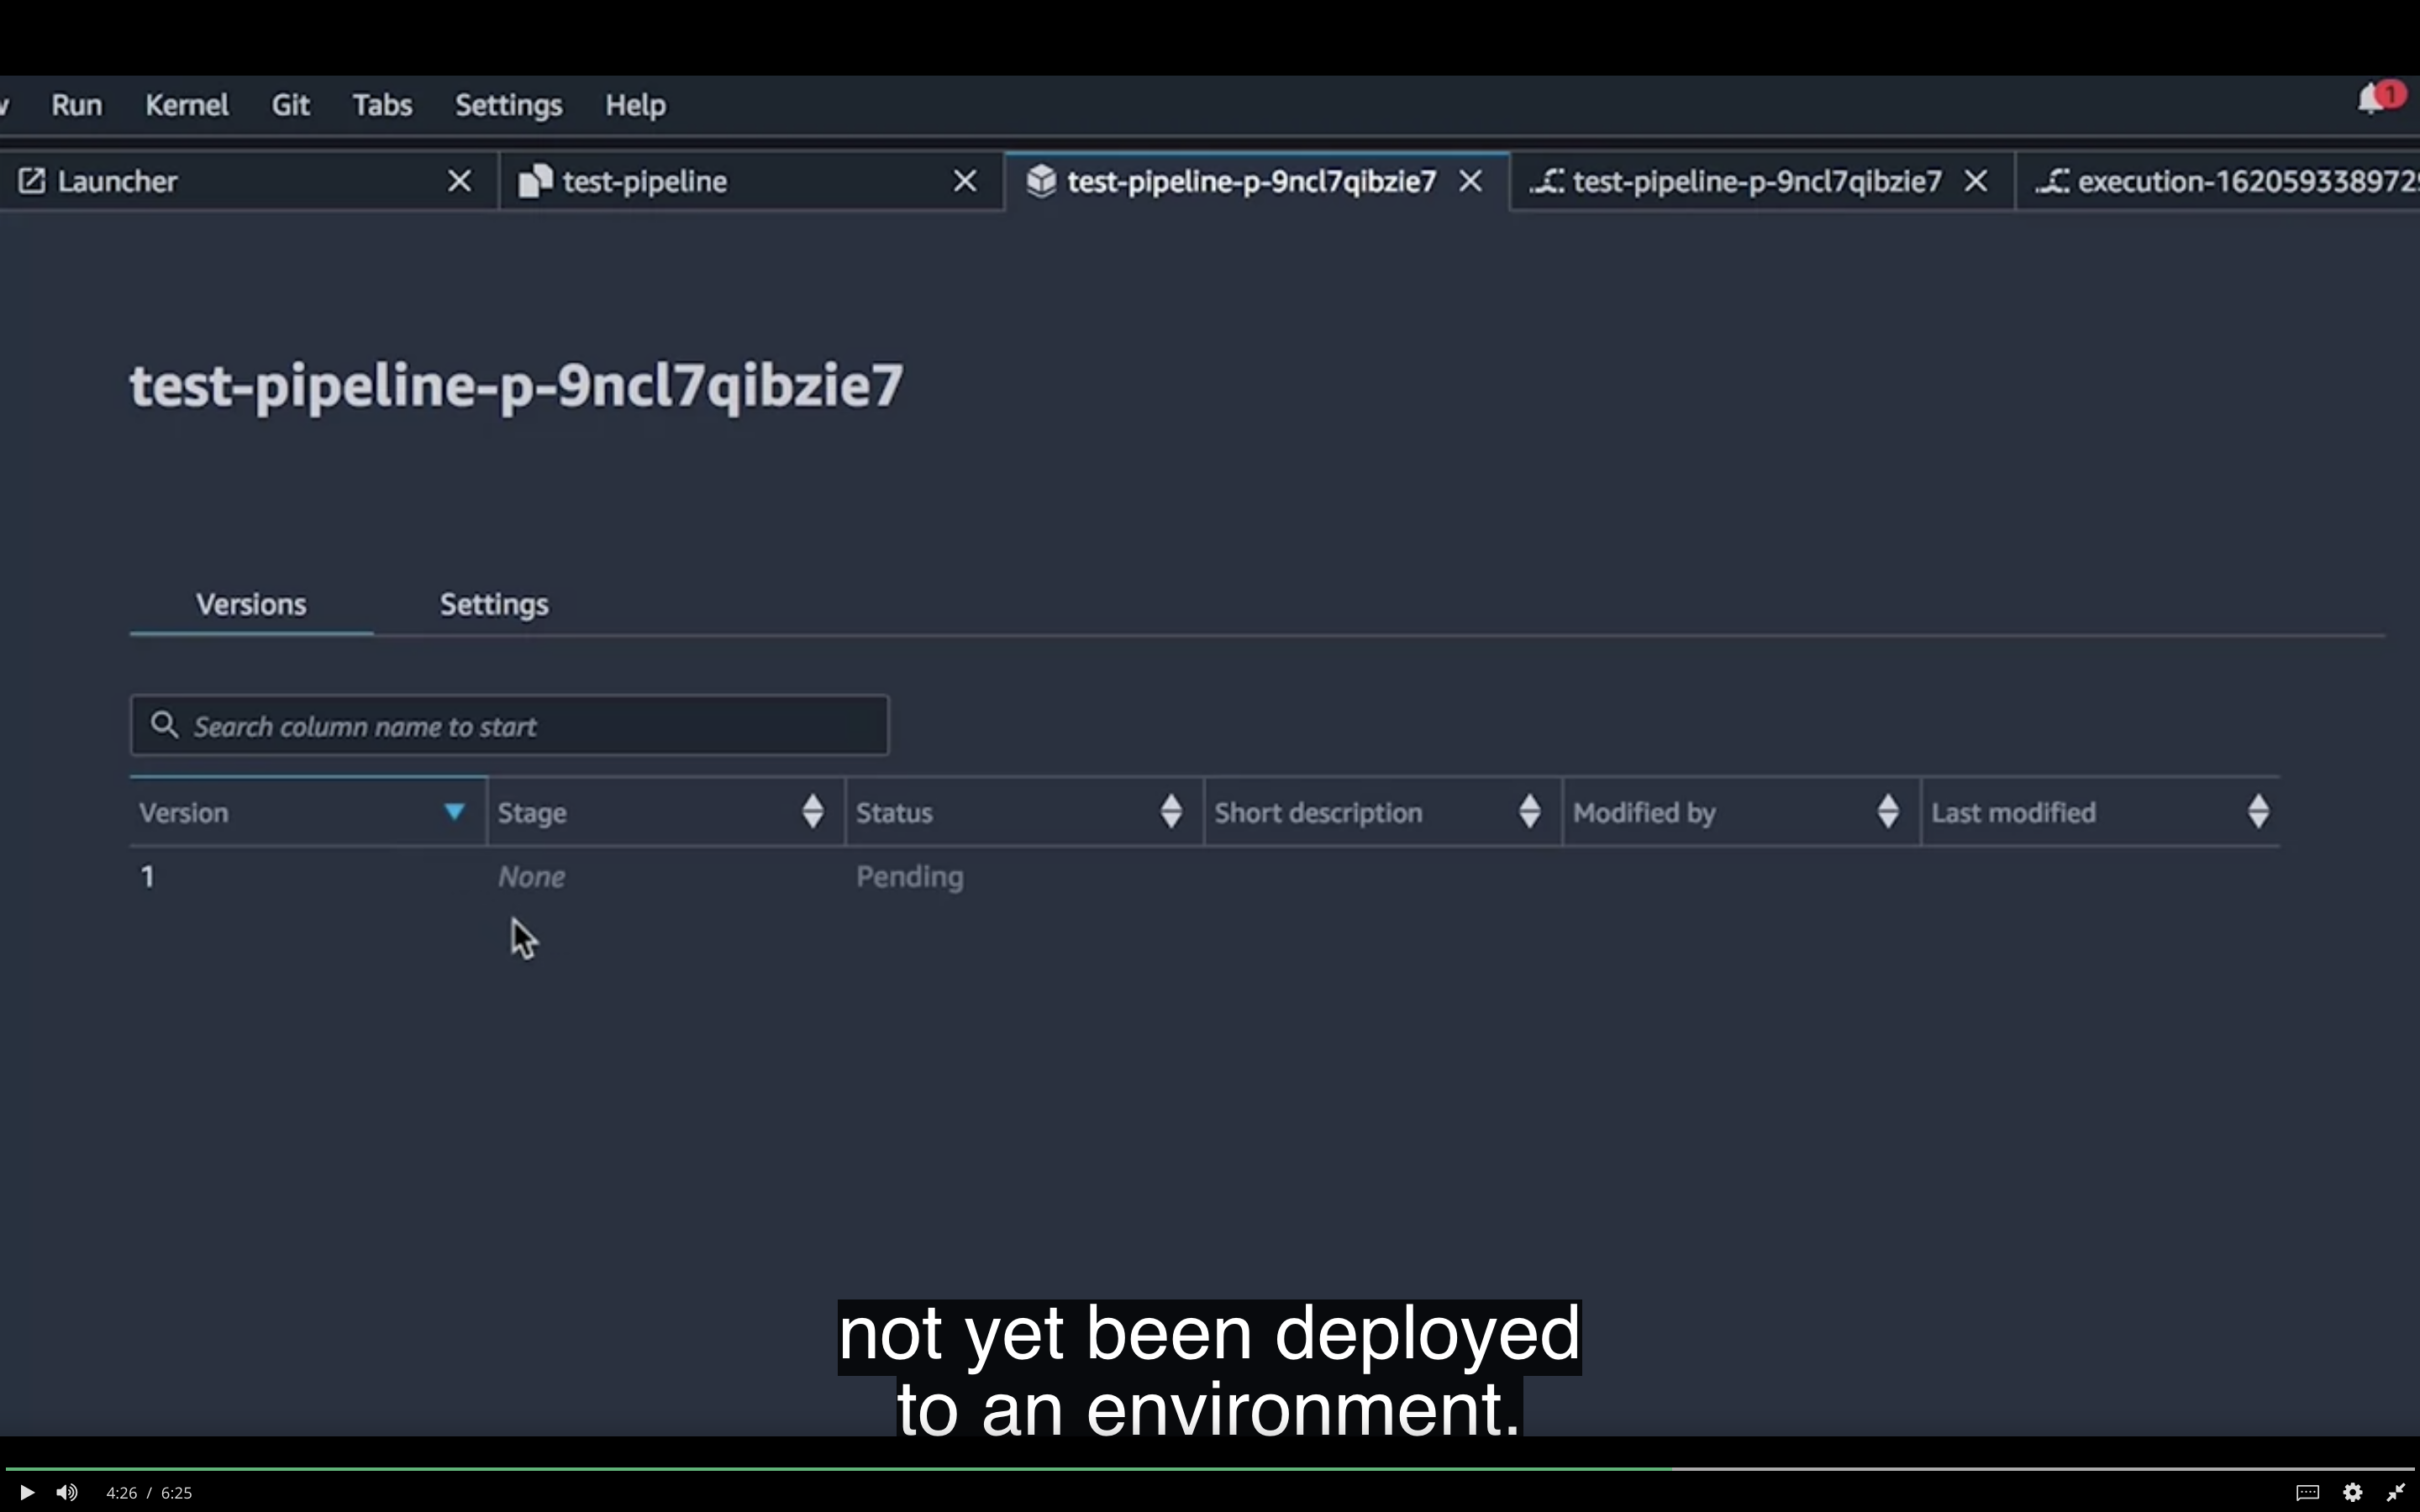 Run Kernel Git Tabs Settings Help
1
Launcher test-pipeline test-pipeline-p-9ncl7qibzie7 test-pipeline-p-9ncl7qibzie7 execution-162059338972
test-pipeline-p-9ncl7qibzie7
Versions Settings
Search column name to start
Version Stage Status Short description Modified by Last modified
1 None Pending
not yet been deployed
to an environment.
4:26 / 6:25